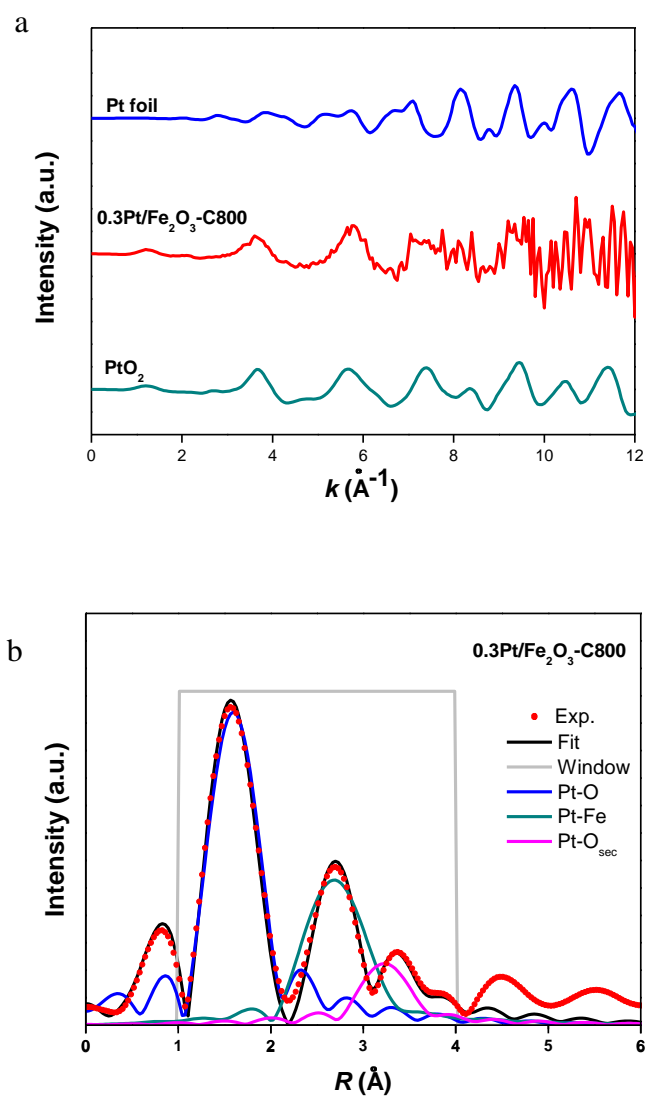 a
Pt foil
0.3Pt/Fe₂O₃-C800
PtO₂
Intensity (a.u.)
0 2 4 6 8 10 12
k (Å⁻¹)
b
0.3Pt/Fe₂O₃-C800
Exp.
Fit
Window
Pt-O
Pt-Fe
Pt-Oₛₑc
Intensity (a.u.)
0 1 2 3 4 5 6
R (Å)